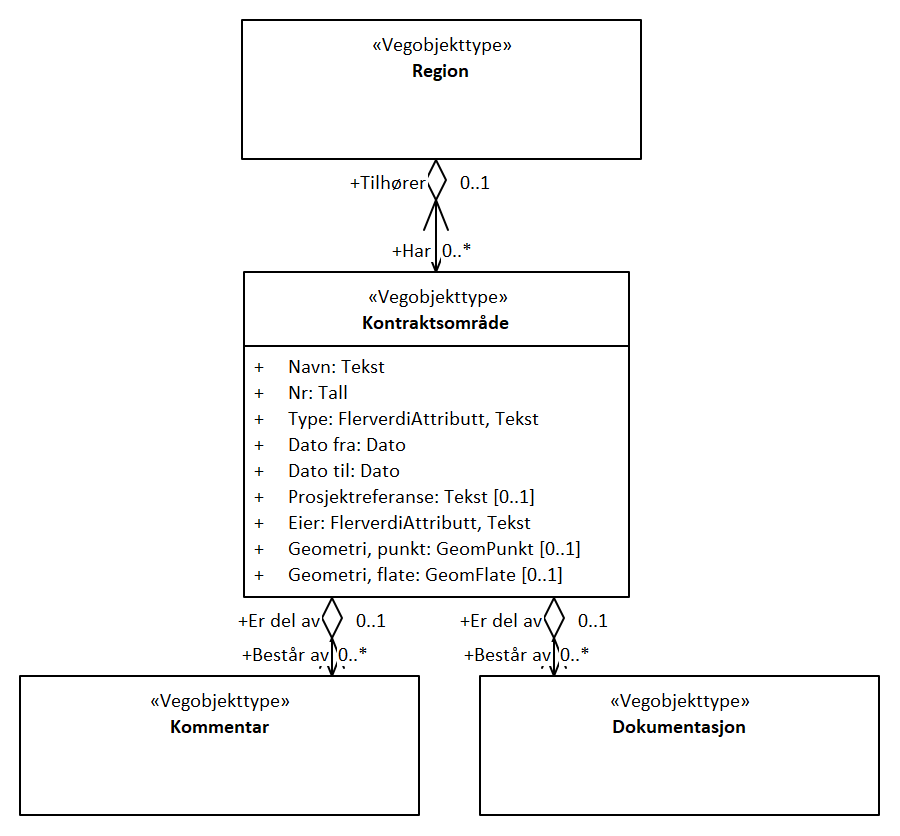 «Vegobjekttype»
Region
+Tilhører 0..1
+Har 0..*
«Vegobjekttype»
Kontraktsområde
+ Navn: Tekst
+ Nr: Tall
+ Type: FlerverdiAttributt, Tekst
+ Dato fra: Dato
+ Dato til: Dato
+ Prosjektreferanse: Tekst [0..1]
+ Eier: FlerverdiAttributt, Tekst
+ Geometri, punkt: GeomPunkt [0..1]
+ Geometri, flate: GeomFlate [0..1]
+Er del av 0..1 +Er del av 0..1
+Består av 0..* +Består av 0..*
«Vegobjekttype»
Kommentar
«Vegobjekttype»
Dokumentasjon